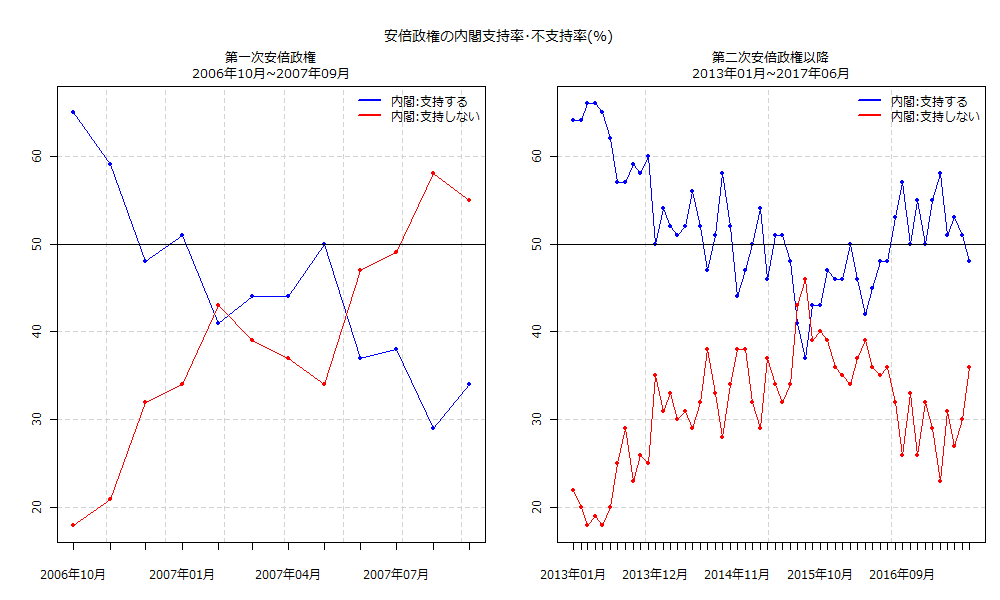 安倍政権の内閣支持率･不支持率(%)
第一次安倍政権
2006年10月~2007年09月
内閣:支持する
内閣:支持しない
60
50
40
30
20
2006年10月 2007年01月 2007年04月 2007年07月
第二次安倍政権以降
2013年01月~2017年06月
内閣:支持する
内閣:支持しない
60
50
40
30
20
2013年01月 2013年12月 2014年11月 2015年10月 2016年09月